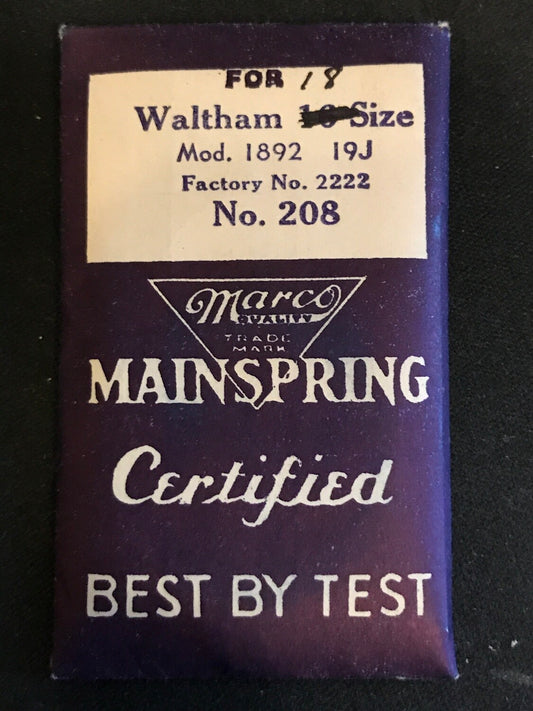 FOR 18
Waltham 16 Size
Mod. 1892 19J
Factory No. 2222
No. 208
Marco
QUALITY
TRADE
MARK
MAINSPRING
Certified
BEST BY TEST